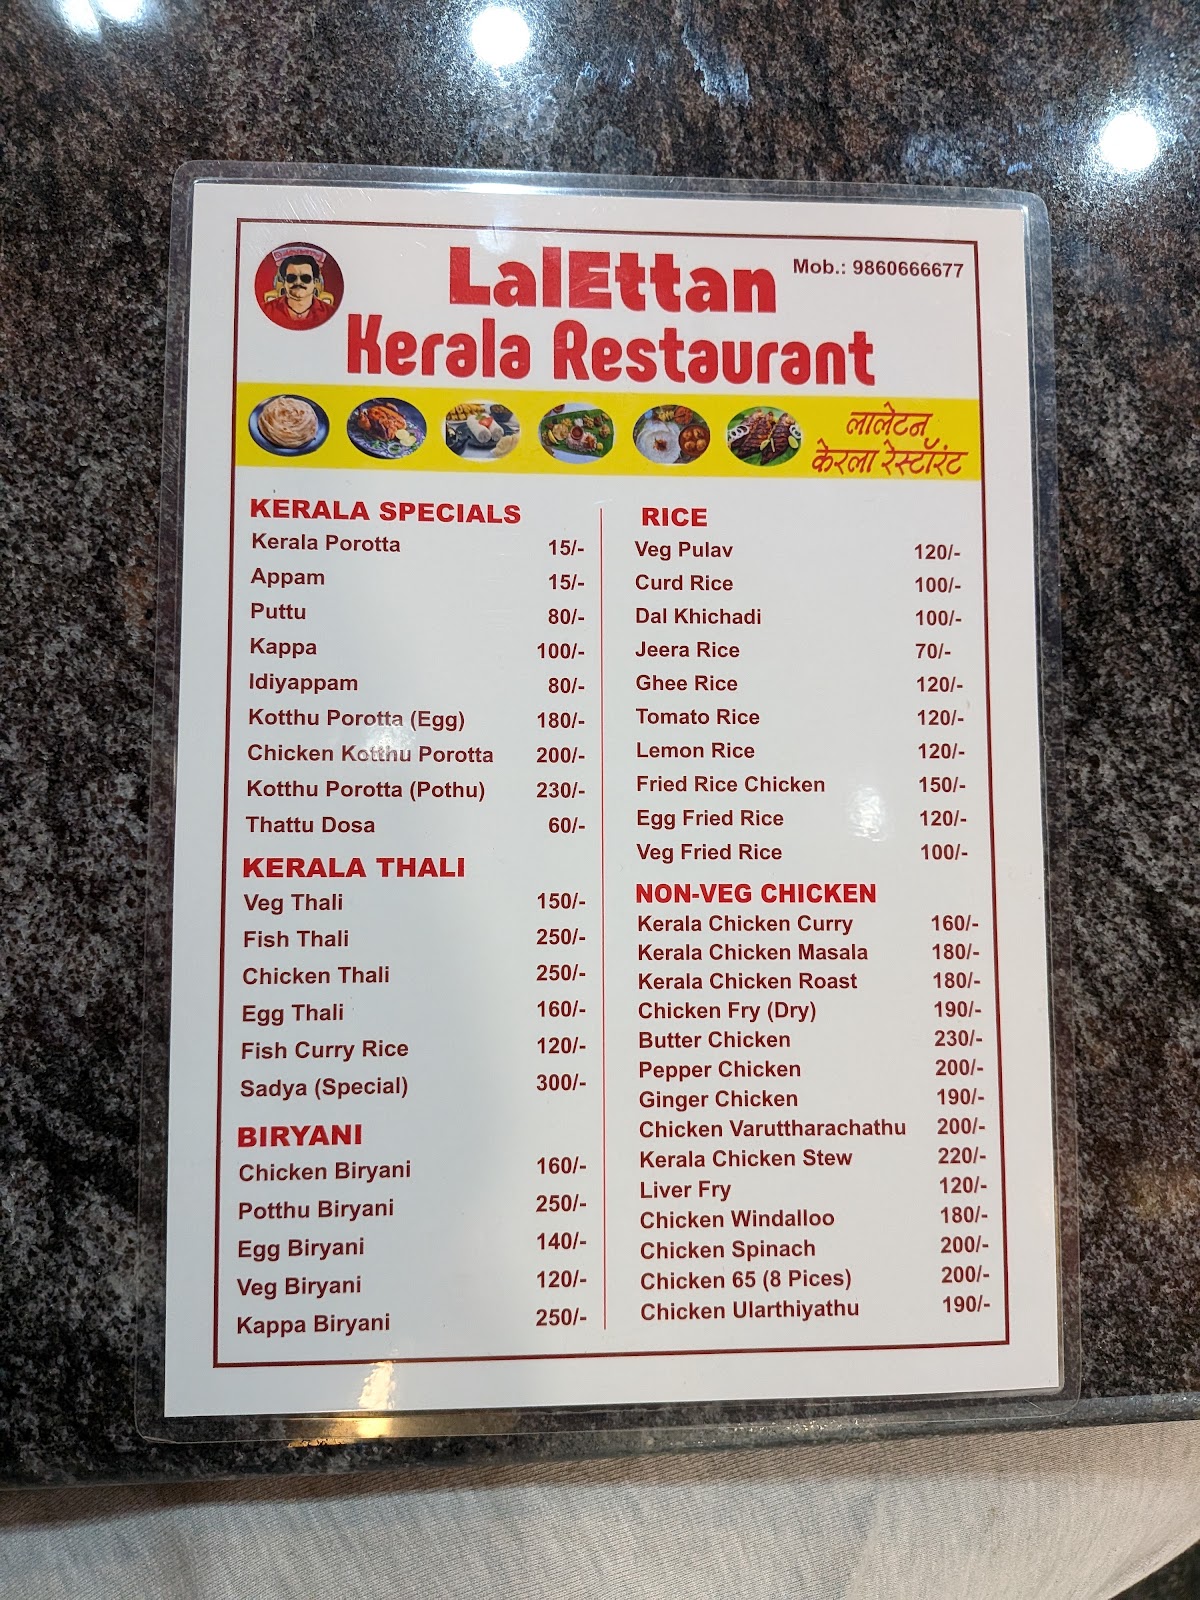 LalEttan
Mob.: 9860666677
Kerala Restaurant
लालेटन
केरला रेस्टॉरंट
KERALA SPECIALS
Kerala Porotta 15/-
Appam 15/-
Puttu 80/-
Kappa 100/-
Idiyappam 80/-
Kotthu Porotta (Egg) 180/-
Chicken Kotthu Porotta 200/-
Kotthu Porotta (Pothu) 230/-
Thattu Dosa 60/-
KERALA THALI
Veg Thali 150/-
Fish Thali 250/-
Chicken Thali 250/-
Egg Thali 160/-
Fish Curry Rice 120/-
Sadya (Special) 300/-
BIRYANI
Chicken Biryani 160/-
Potthu Biryani 250/-
Egg Biryani 140/-
Veg Biryani 120/-
Kappa Biryani 250/-
RICE
Veg Pulav 120/-
Curd Rice 100/-
Dal Khichadi 100/-
Jeera Rice 70/-
Ghee Rice 120/-
Tomato Rice 120/-
Lemon Rice 120/-
Fried Rice Chicken 150/-
Egg Fried Rice 120/-
Veg Fried Rice 100/-
NON-VEG CHICKEN
Kerala Chicken Curry 160/-
Kerala Chicken Masala 180/-
Kerala Chicken Roast 180/-
Chicken Fry (Dry) 190/-
Butter Chicken 230/-
Pepper Chicken 200/-
Ginger Chicken 190/-
Chicken Varuttharachathu 200/-
Kerala Chicken Stew 220/-
Liver Fry 120/-
Chicken Windalloo 180/-
Chicken Spinach 200/-
Chicken 65 (8 Pices) 200/-
Chicken Ularthiyathu 190/-